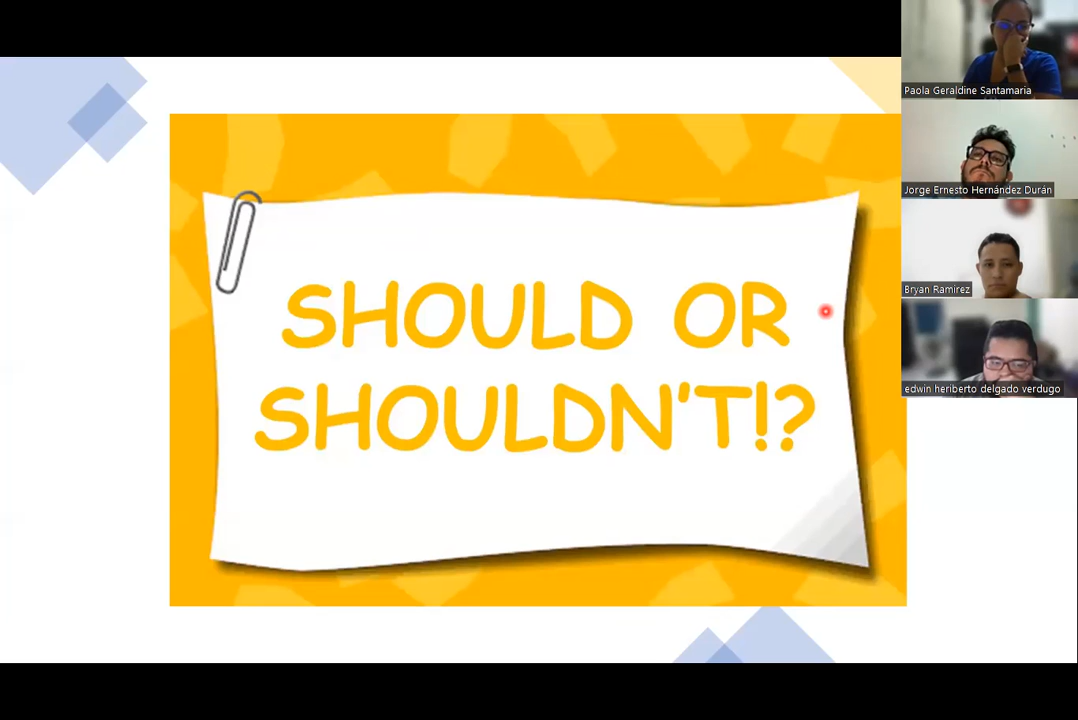 SHOULD OR
SHOULDN'T!?
Paola Geraldine Santamaria
Jorge Ernesto Hernández Durán
Bryan Ramirez
edwin heriberto delgado verdugo